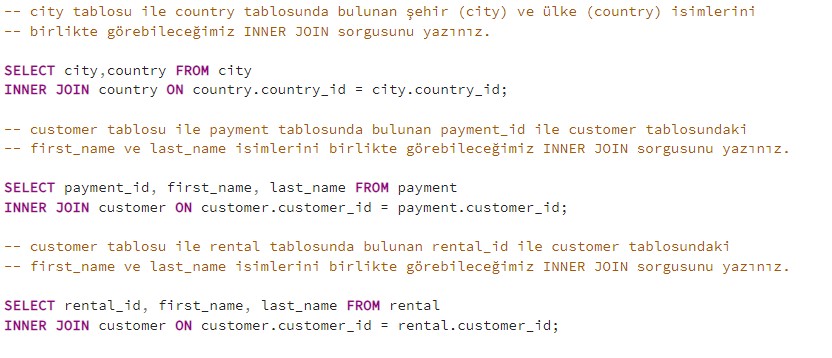 -- city tablosu ile country tablosunda bulunan şehir (city) ve ülke (country) isimlerini
-- birlikte görebileceğimiz INNER JOIN sorgusunu yazınız.
SELECT city,country FROM city
INNER JOIN country ON country.country_id = city.country_id;
-- customer tablosu ile payment tablosunda bulunan payment_id ile customer tablosundaki
-- first_name ve last_name isimlerini birlikte görebileceğimiz INNER JOIN sorgusunu yazınız.
SELECT payment_id, first_name, last_name FROM payment
INNER JOIN customer ON customer.customer_id = payment.customer_id;
-- customer tablosu ile rental tablosunda bulunan rental_id ile customer tablosundaki
-- first_name ve last_name isimlerini birlikte görebileceğimiz INNER JOIN sorgusunu yazınız.
SELECT rental_id, first_name, last_name FROM rental
INNER JOIN customer ON customer.customer_id = rental.customer_id;